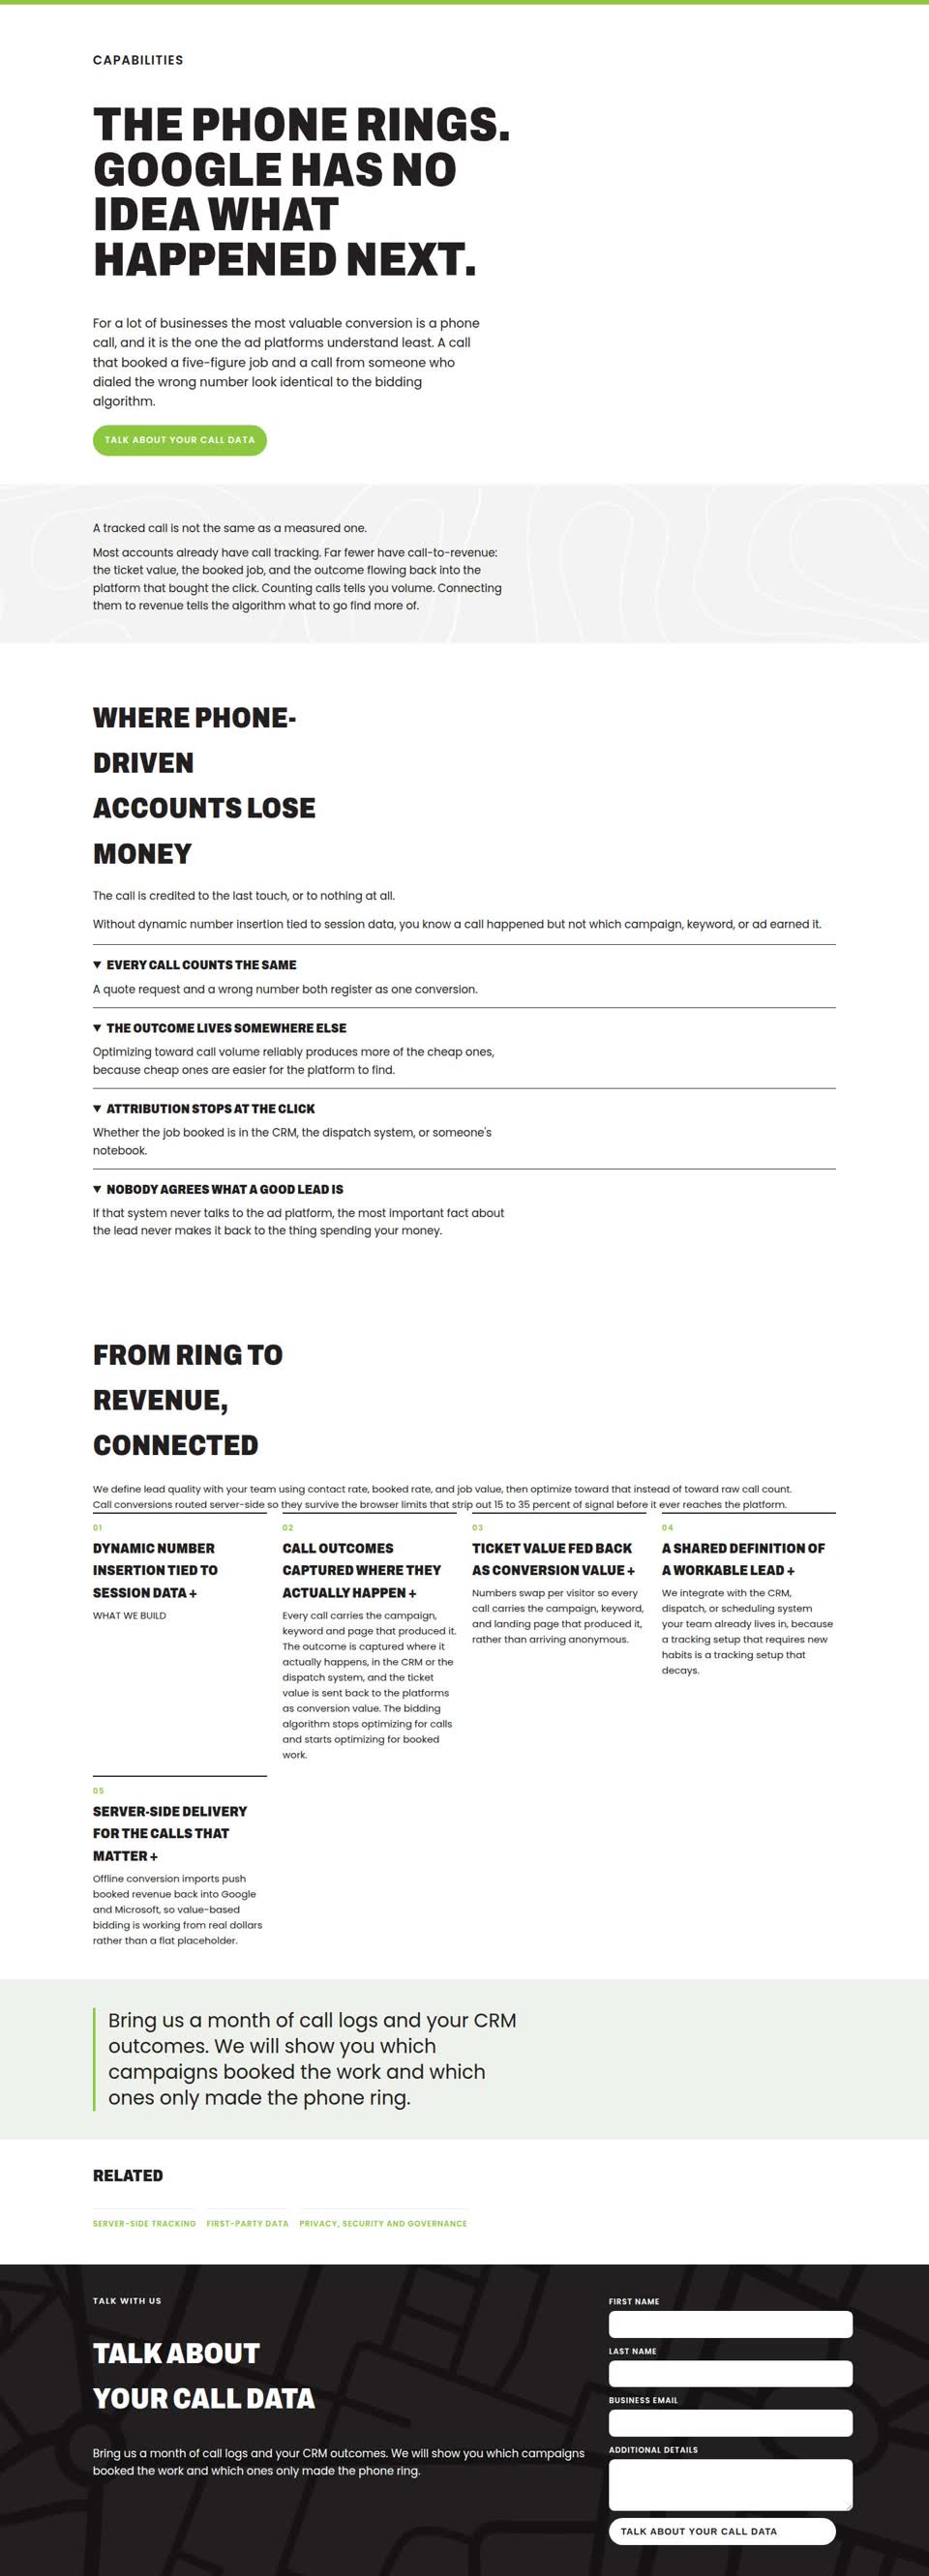 CAPABILITIES
THE PHONE RINGS.
GOOGLE HAS NO
IDEA WHAT
HAPPENED NEXT.
For a lot of businesses the most valuable conversion is a phone
call, and it is the one the ad platforms understand least. A call
that booked a five-figure job and a call from someone who
dialed the wrong number look identical to the bidding
algorithm.
TALK ABOUT YOUR CALL DATA
A tracked call is not the same as a measured one.
Most accounts already have call tracking. Far fewer have call-to-revenue:
the ticket value, the booked job, and the outcome flowing back into the
platform that bought the click. Counting calls tells you volume. Connecting
them to revenue tells the algorithm what to go find more of.
WHERE PHONE-
DRIVEN
ACCOUNTS LOSE
MONEY
The call is credited to the last touch, or to nothing at all.
Without dynamic number insertion tied to session data, you know a call happened but not which campaign, keyword, or ad earned it.
▼ EVERY CALL COUNTS THE SAME
A quote request and a wrong number both register as one conversion.
▼ THE OUTCOME LIVES SOMEWHERE ELSE
Optimizing toward call volume reliably produces more of the cheap ones,
because cheap ones are easier for the platform to find.
▼ ATTRIBUTION STOPS AT THE CLICK
Whether the job booked is in the CRM, the dispatch system, or someone's
notebook.
▼ NOBODY AGREES WHAT A GOOD LEAD IS
If that system never talks to the ad platform, the most important fact about
the lead never makes it back to the thing spending your money.
FROM RING TO
REVENUE,
CONNECTED
We define lead quality with your team using contact rate, booked rate, and job value, then optimize toward that instead of toward raw call count.
Call conversions routed server-side so they survive the browser limits that strip out 15 to 35 percent of signal before it ever reaches the platform.
01
DYNAMIC NUMBER
INSERTION TIED TO
SESSION DATA +
WHAT WE BUILD
02
CALL OUTCOMES
CAPTURED WHERE THEY
ACTUALLY HAPPEN +
Every call carries the campaign,
keyword and page that produced it.
The outcome is captured where it
actually happens, in the CRM or the
dispatch system, and the ticket
value is sent back to the platforms
as conversion value. The bidding
algorithm stops optimizing for calls
and starts optimizing for booked
work.
03
TICKET VALUE FED BACK
AS CONVERSION VALUE +
Numbers swap per visitor so every
call carries the campaign, keyword,
and landing page that produced it,
rather than arriving anonymous.
04
A SHARED DEFINITION OF
A WORKABLE LEAD +
We integrate with the CRM,
dispatch, or scheduling system
your team already lives in, because
a tracking setup that requires new
habits is a tracking setup that
decays.
05
SERVER-SIDE DELIVERY
FOR THE CALLS THAT
MATTER +
Offline conversion imports push
booked revenue back into Google
and Microsoft, so value-based
bidding is working from real dollars
rather than a flat placeholder.
Bring us a month of call logs and your CRM
outcomes. We will show you which
campaigns booked the work and which
ones only made the phone ring.
RELATED
SERVER-SIDE TRACKING FIRST-PARTY DATA PRIVACY, SECURITY AND GOVERNANCE
TALK WITH US
TALK ABOUT
YOUR CALL DATA
Bring us a month of call logs and your CRM outcomes. We will show you which campaigns
booked the work and which ones only made the phone ring.
FIRST NAME
LAST NAME
BUSINESS EMAIL
ADDITIONAL DETAILS
TALK ABOUT YOUR CALL DATA